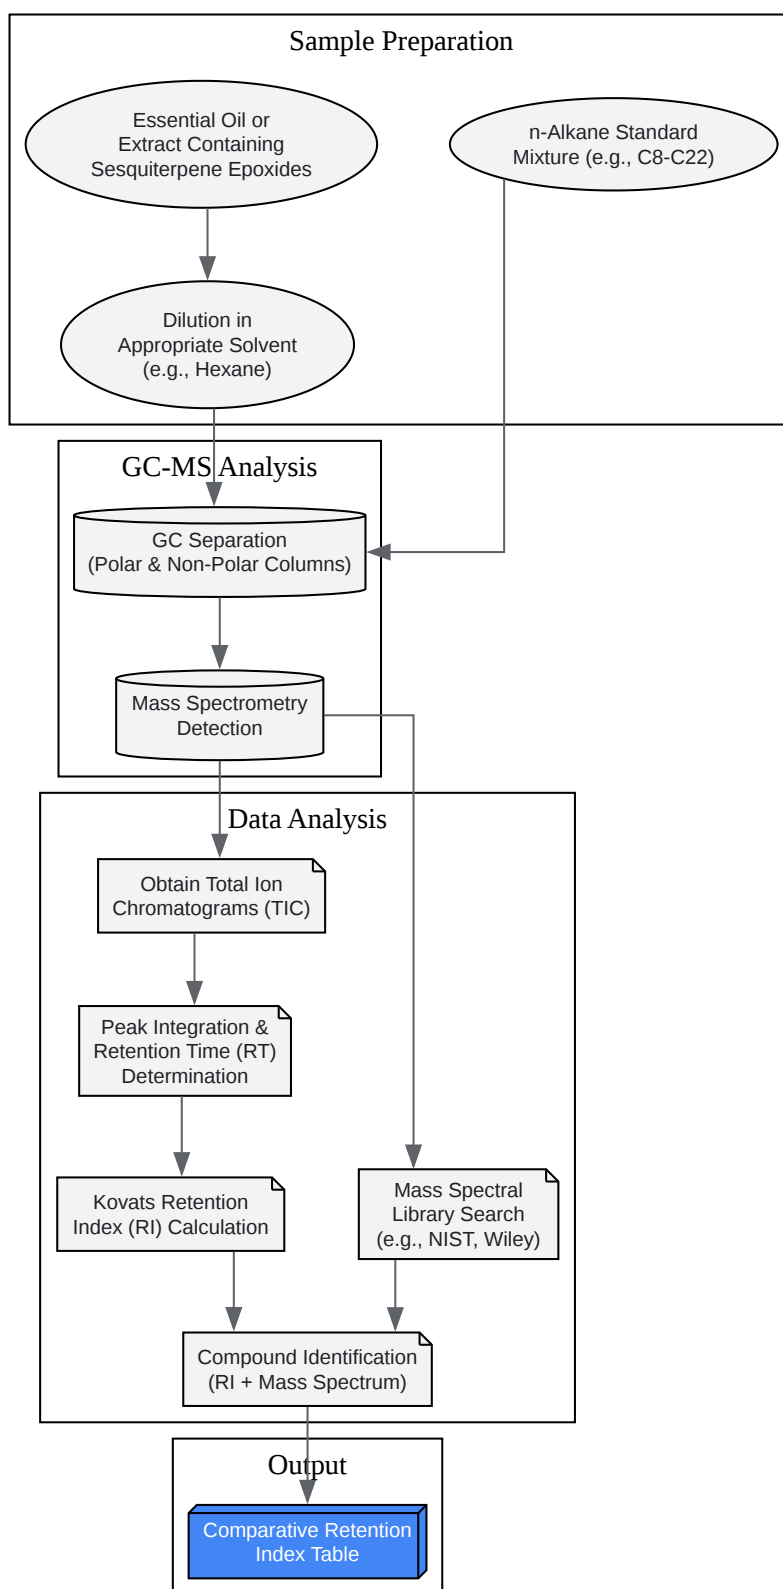 Sample Preparation
Essential Oil or
Extract Containing
Sesquiterpene Epoxides
n-Alkane Standard
Mixture (e.g., C8-C22)
Dilution in
Appropriate Solvent
(e.g., Hexane)
GC-MS Analysis
GC Separation
(Polar & Non-Polar Columns)
Mass Spectrometry
Detection
Data Analysis
Obtain Total Ion
Chromatograms (TIC)
Peak Integration &
Retention Time (RT)
Determination
Kovats Retention
Index (RI) Calculation
Mass Spectral
Library Search
(e.g., NIST, Wiley)
Compound Identification
(RI + Mass Spectrum)
Output
Comparative Retention
Index Table